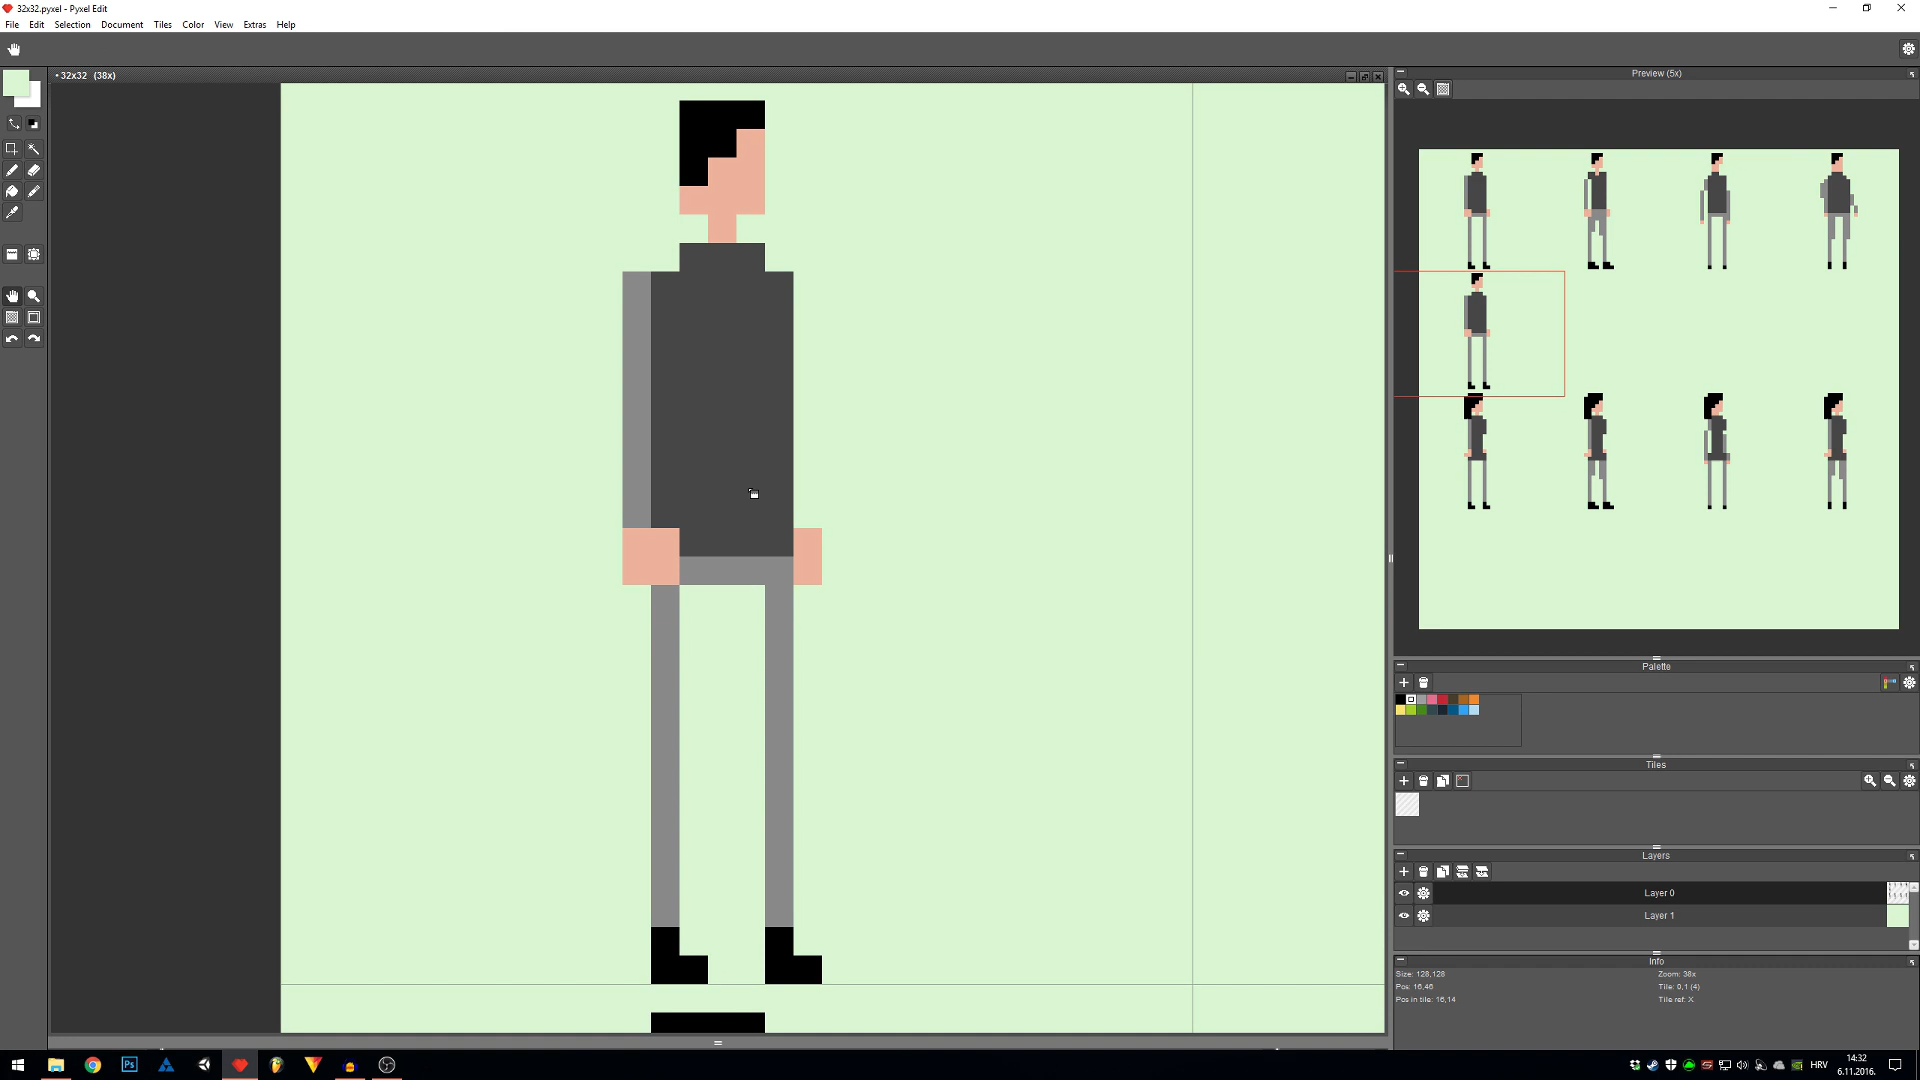 32x32.pyxel - Pyxel Edit
File Edit Selection Document Tiles Color View Extras Help
•32x32 (38x)
Preview (5x)
Palette
Tiles
Layers
Layer 0
Layer 1
Info
Size: 128,128 Zoom: 38x
Pos: 16,46 Tile: 0,1 (4)
Pos in tile: 16,14 Tile ref: X
Ps
HRV
14:32
6.11.2016.